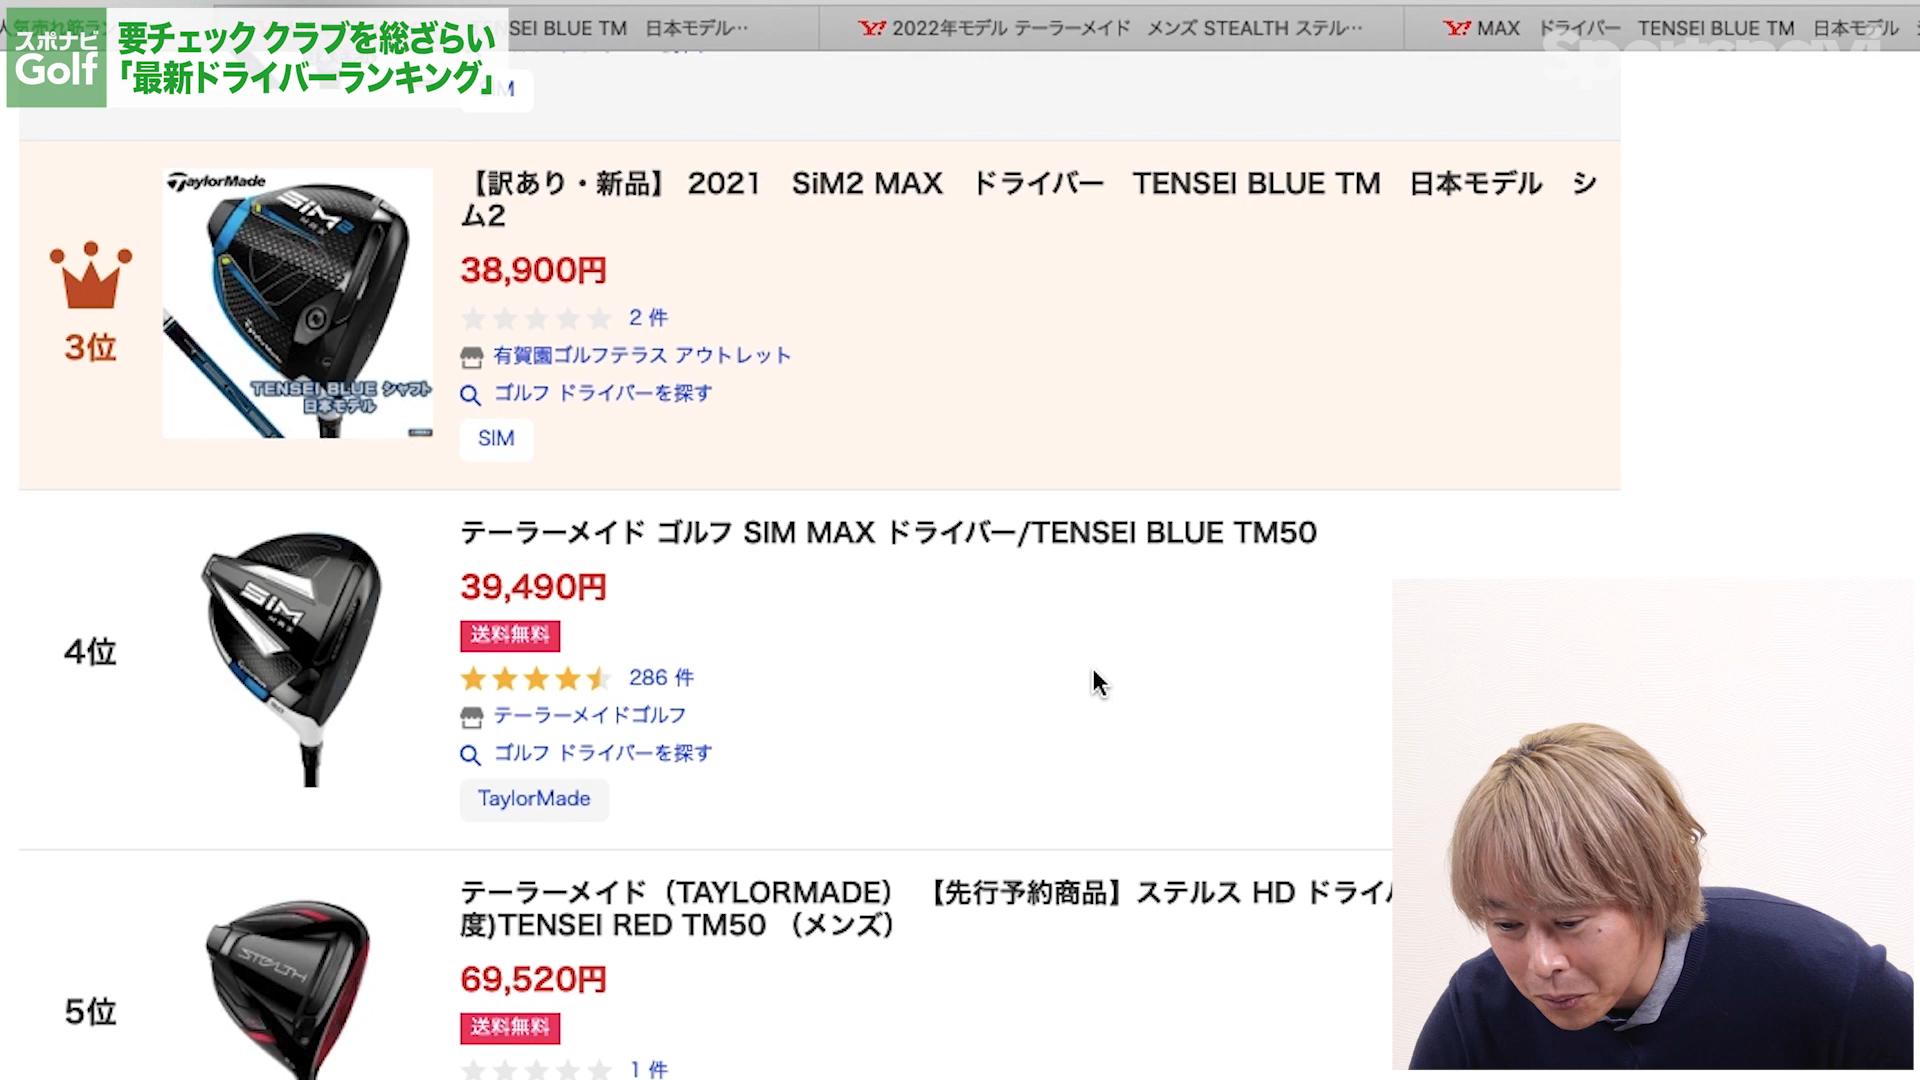 SEI BLUE TM 日本モデル…
2022年モデル テーラーメイド メンズ STEALTH ステル…
MAX ドライバー TENSEI BLUE TM 日本モデル
Sportsnavi
スポナビ
Golf
要チェック クラブを総ざらい
「最新ドライバーランキング」
3位
TaylorMade
SIM2
MAX
TENSEI BLUE シャフト
日本モデル
【訳あり・新品】 2021 SiM2 MAX ドライバー TENSEI BLUE TM 日本モデル シ
ム2
38,900円
2 件
有賀園ゴルフテラス アウトレット
ゴルフ ドライバーを探す
SIM
4位
SIM
MAX
テーラーメイド ゴルフ SIM MAX ドライバー/TENSEI BLUE TM50
39,490円
送料無料
286 件
テーラーメイドゴルフ
ゴルフ ドライバーを探す
TaylorMade
5位
STEALTH
テーラーメイド（TAYLORMADE） 【先行予約商品】ステルス HD ドライ
度)TENSEI RED TM50 （メンズ）
69,520円
送料無料
1 件